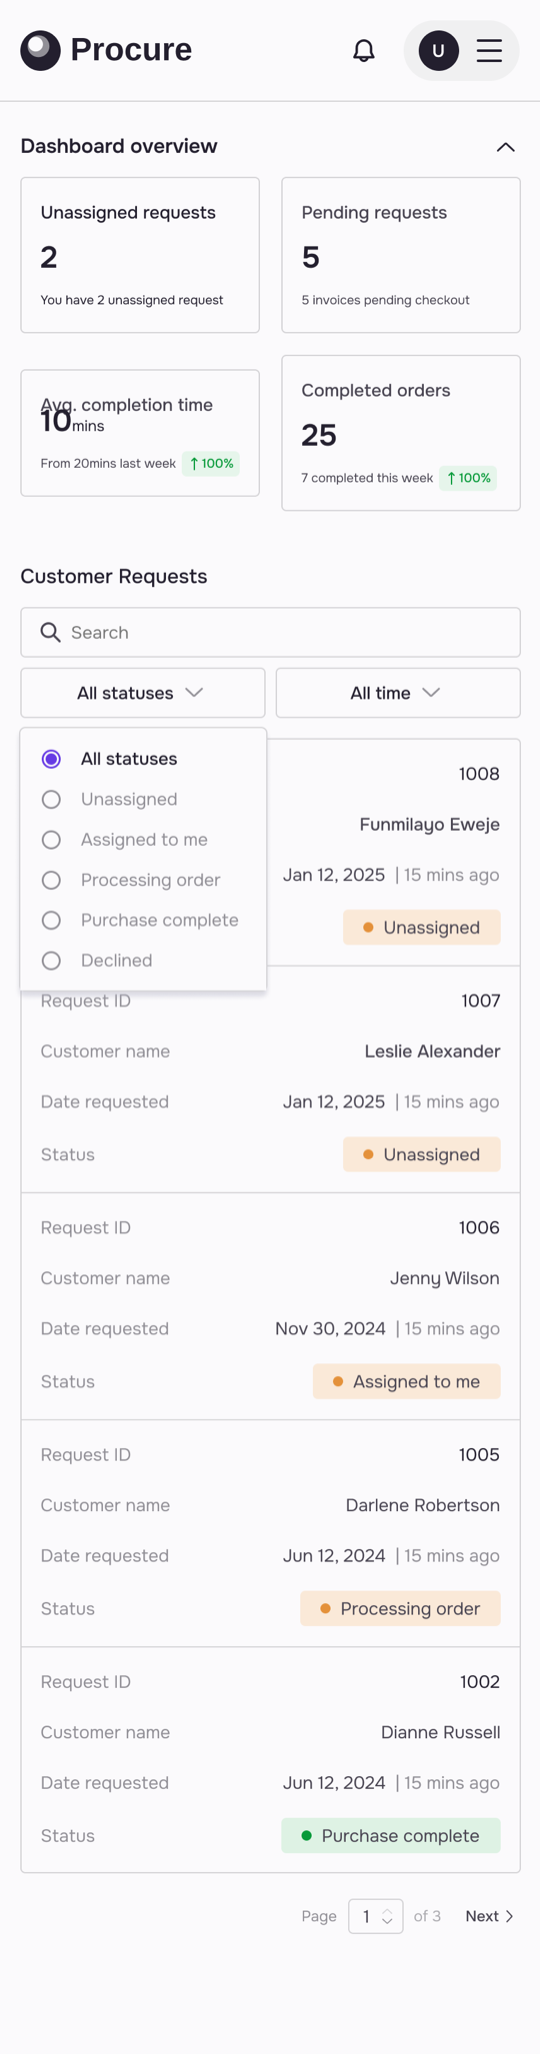 Procure
U
Dashboard overview
Unassigned requests
2
You have 2 unassigned request
Pending requests
5
5 invoices pending checkout
Avg. completion time
10mins
From 20mins last week ↑ 100%
Completed orders
25
7 completed this week ↑ 100%
Customer Requests
Search
All statuses
All time
All statuses
Unassigned
Assigned to me
Processing order
Purchase complete
Declined
1008
Funmilayo Eweje
Jan 12, 2025 | 15 mins ago
Unassigned
Request ID 1007
Customer name Leslie Alexander
Date requested Jan 12, 2025 | 15 mins ago
Status Unassigned
Request ID 1006
Customer name Jenny Wilson
Date requested Nov 30, 2024 | 15 mins ago
Status Assigned to me
Request ID 1005
Customer name Darlene Robertson
Date requested Jun 12, 2024 | 15 mins ago
Status Processing order
Request ID 1002
Customer name Dianne Russell
Date requested Jun 12, 2024 | 15 mins ago
Status Purchase complete
Page 1 of 3 Next